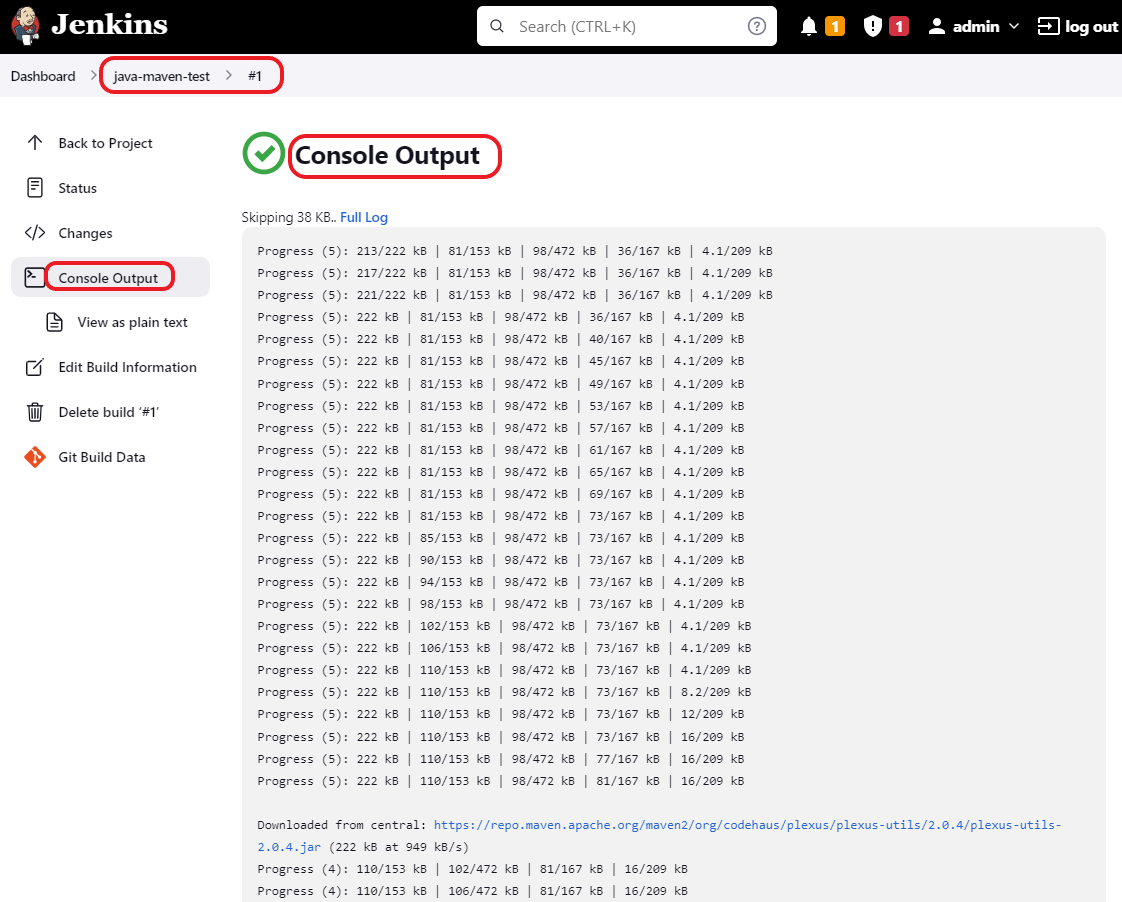 Jenkins
Search (CTRL+K)
1
1
admin
log out
Dashboard
java-maven-test
#1
Back to Project
Status
Changes
Console Output
View as plain text
Edit Build Information
Delete build ‘#1’
Git Build Data
Console Output
Skipping 38 KB.. Full Log
Progress (5): 213/222 kB | 81/153 kB | 98/472 kB | 36/167 kB | 4.1/209 kB
Progress (5): 217/222 kB | 81/153 kB | 98/472 kB | 36/167 kB | 4.1/209 kB
Progress (5): 221/222 kB | 81/153 kB | 98/472 kB | 36/167 kB | 4.1/209 kB
Progress (5): 222 kB | 81/153 kB | 98/472 kB | 36/167 kB | 4.1/209 kB
Progress (5): 222 kB | 81/153 kB | 98/472 kB | 40/167 kB | 4.1/209 kB
Progress (5): 222 kB | 81/153 kB | 98/472 kB | 45/167 kB | 4.1/209 kB
Progress (5): 222 kB | 81/153 kB | 98/472 kB | 49/167 kB | 4.1/209 kB
Progress (5): 222 kB | 81/153 kB | 98/472 kB | 53/167 kB | 4.1/209 kB
Progress (5): 222 kB | 81/153 kB | 98/472 kB | 57/167 kB | 4.1/209 kB
Progress (5): 222 kB | 81/153 kB | 98/472 kB | 61/167 kB | 4.1/209 kB
Progress (5): 222 kB | 81/153 kB | 98/472 kB | 65/167 kB | 4.1/209 kB
Progress (5): 222 kB | 81/153 kB | 98/472 kB | 69/167 kB | 4.1/209 kB
Progress (5): 222 kB | 81/153 kB | 98/472 kB | 73/167 kB | 4.1/209 kB
Progress (5): 222 kB | 85/153 kB | 98/472 kB | 73/167 kB | 4.1/209 kB
Progress (5): 222 kB | 90/153 kB | 98/472 kB | 73/167 kB | 4.1/209 kB
Progress (5): 222 kB | 94/153 kB | 98/472 kB | 73/167 kB | 4.1/209 kB
Progress (5): 222 kB | 98/153 kB | 98/472 kB | 73/167 kB | 4.1/209 kB
Progress (5): 222 kB | 102/153 kB | 98/472 kB | 73/167 kB | 4.1/209 kB
Progress (5): 222 kB | 106/153 kB | 98/472 kB | 73/167 kB | 4.1/209 kB
Progress (5): 222 kB | 110/153 kB | 98/472 kB | 73/167 kB | 4.1/209 kB
Progress (5): 222 kB | 110/153 kB | 98/472 kB | 73/167 kB | 8.2/209 kB
Progress (5): 222 kB | 110/153 kB | 98/472 kB | 73/167 kB | 12/209 kB
Progress (5): 222 kB | 110/153 kB | 98/472 kB | 73/167 kB | 16/209 kB
Progress (5): 222 kB | 110/153 kB | 98/472 kB | 77/167 kB | 16/209 kB
Progress (5): 222 kB | 110/153 kB | 98/472 kB | 81/167 kB | 16/209 kB
Downloaded from central: https://repo.maven.apache.org/maven2/org/codehaus/plexus/plexus-utils/2.0.4/plexus-utils-
2.0.4.jar (222 kB at 949 kB/s)
Progress (4): 110/153 kB | 102/472 kB | 81/167 kB | 16/209 kB
Progress (4): 110/153 kB | 106/472 kB | 81/167 kB | 16/209 kB